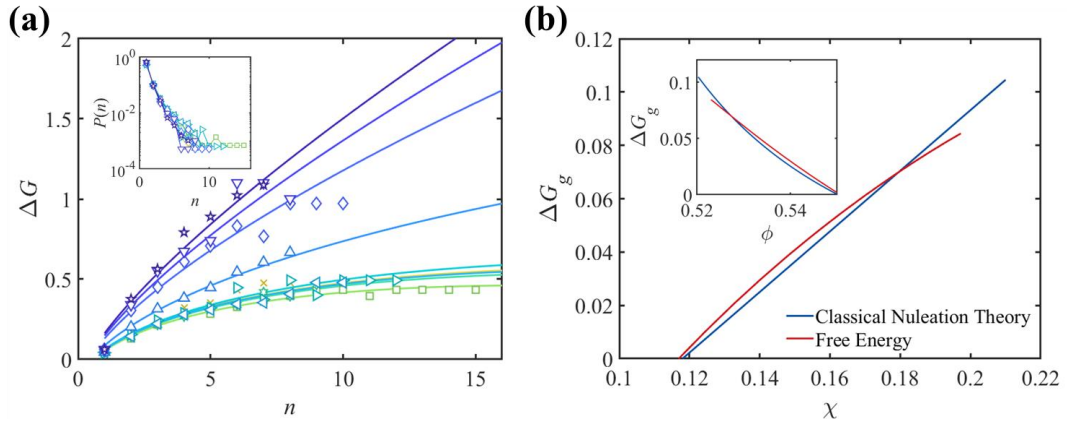 (a)
2
1.5
1
0.5
0
ΔG
0
5
10
15
n
10^0
10^-2
10^-4
P(n)
0
10
n
(b)
0.12
0.1
0.08
0.06
0.04
0.02
0
ΔG_g
0.1
0.12
0.14
0.16
0.18
0.2
0.22
χ
0.1
0.05
0
ΔG_g
0.52
0.54
ϕ
Classical Nuleation Theory
Free Energy